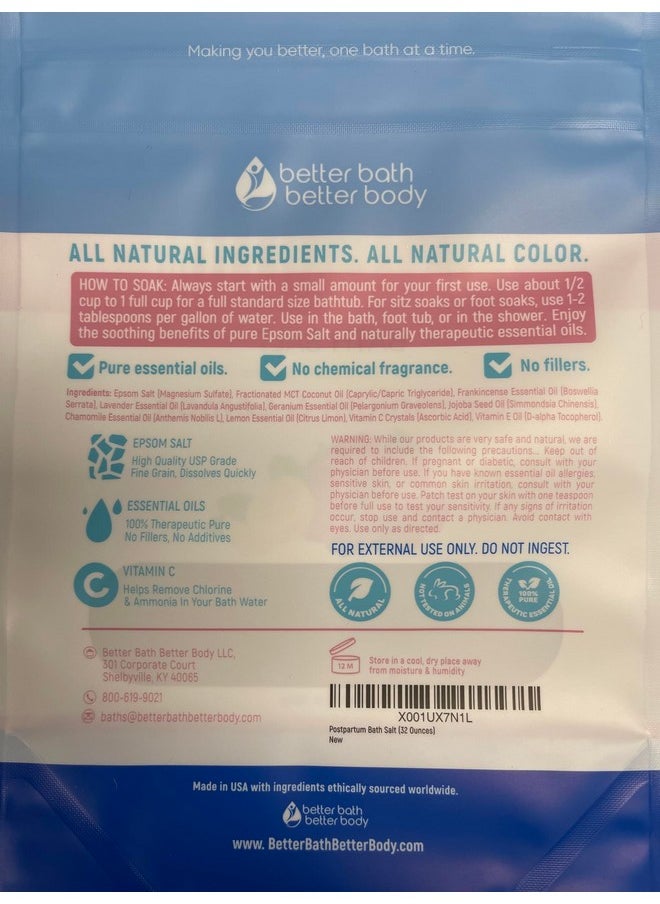 Making you better, one bath at a time.
better bath
better body
ALL NATURAL INGREDIENTS. ALL NATURAL COLOR.
HOW TO SOAK: Always start with a small amount for your first use. Use about 1/2
cup to 1 full cup for a full standard size bathtub. For sitz soaks or foot soaks, use 1-2
tablespoons per gallon of water. Use in the bath, foot tub, or in the shower. Enjoy
the soothing benefits of pure Epsom Salt and naturally therapeutic essential oils.
Pure essential oils.
No chemical fragrance.
No fillers.
Ingredients: Epsom Salt (Magnesium Sulfate), Fractionated MCT Coconut Oil (Caprylic/Capric Triglyceride), Frankincense Essential Oil (Boswellia
Serrata), Lavender Essential Oil (Lavandula Angustifolia), Geranium Essential Oil (Pelargonium Graveolens), Jojoba Seed Oil (Simmondsia Chinensis),
Chamomile Essential Oil (Anthemis Nobilis L), Lemon Essential Oil (Citrus Limon), Vitamin C Crystals (Ascorbic Acid), Vitamin E Oil (D-alpha Tocopherol).
EPSOM SALT
High Quality USP Grade
Fine Grain, Dissolves Quickly
ESSENTIAL OILS
100% Therapeutic Pure
No Fillers, No Additives
C
VITAMIN C
Helps Remove Chlorine
& Ammonia In Your Bath Water
WARNING: While our products are very safe and natural, we are
required to include the following precautions... Keep out of
reach of children. If pregnant or diabetic, consult with your
physician before use. If you have known essential oil allergies,
sensitive skin, or common skin irritation, consult with your
physician before use. Patch test on your skin with one teaspoon
before full use to test your sensitivity. If any signs of irritation
occur, stop use and contact a physician. Avoid contact with
eyes. Use only as directed.
FOR EXTERNAL USE ONLY. DO NOT INGEST.
ALL NATURAL
NOT TESTED ON ANIMALS
100%
PURE
THERAPEUTIC ESSENTIAL OIL
Better Bath Better Body LLC,
301 Corporate Court
Shelbyville, KY 40065
800-619-9021
baths@betterbathbetterbody.com
12 M
Store in a cool, dry place away
from moisture & humidity
X001UX7N1L
Postpartum Bath Salt (32 Ounces)
New
Made in USA with ingredients ethically sourced worldwide.
better bath
better body
www. BetterBathBetterBody.com